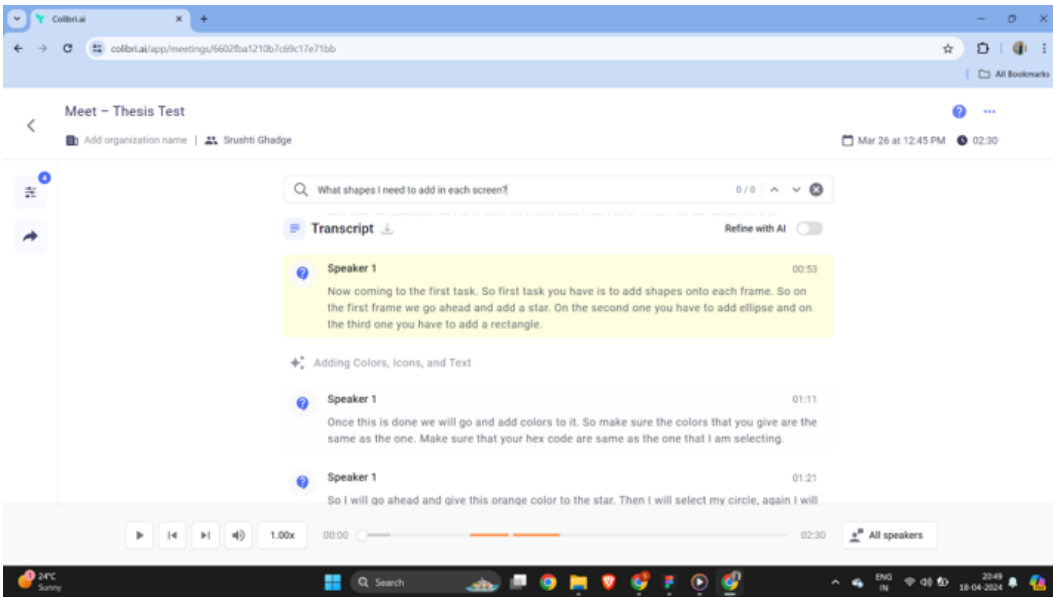 Colibri.ai
colibri.ai/app/meetings/6602fba1210b7c69c17e71bb
All Bookmarks
Meet – Thesis Test
Add organization name | Srushti Ghadge
Mar 26 at 12:45 PM 02:30
4
What shapes I need to add in each screen? 0/0
Transcript Refine with AI
Speaker 1 00:53
Now coming to the first task. So first task you have is to add shapes onto each frame. So on
the first frame we go ahead and add a star. On the second one you have to add ellipse and on
the third one you have to add a rectangle.
Adding Colors, Icons, and Text
Speaker 1 01:11
Once this is done we will go and add colors to it. So make sure the colors that you give are the
same as the one. Make sure that your hex code are same as the one that I am selecting.
Speaker 1 01:21
So I will go ahead and give this orange color to the star. Then I will select my circle, again I will
1.00x 00:00 02:30 All speakers
1 24°C
Sunny
Search
ENG
IN
20:49
18-04-2024